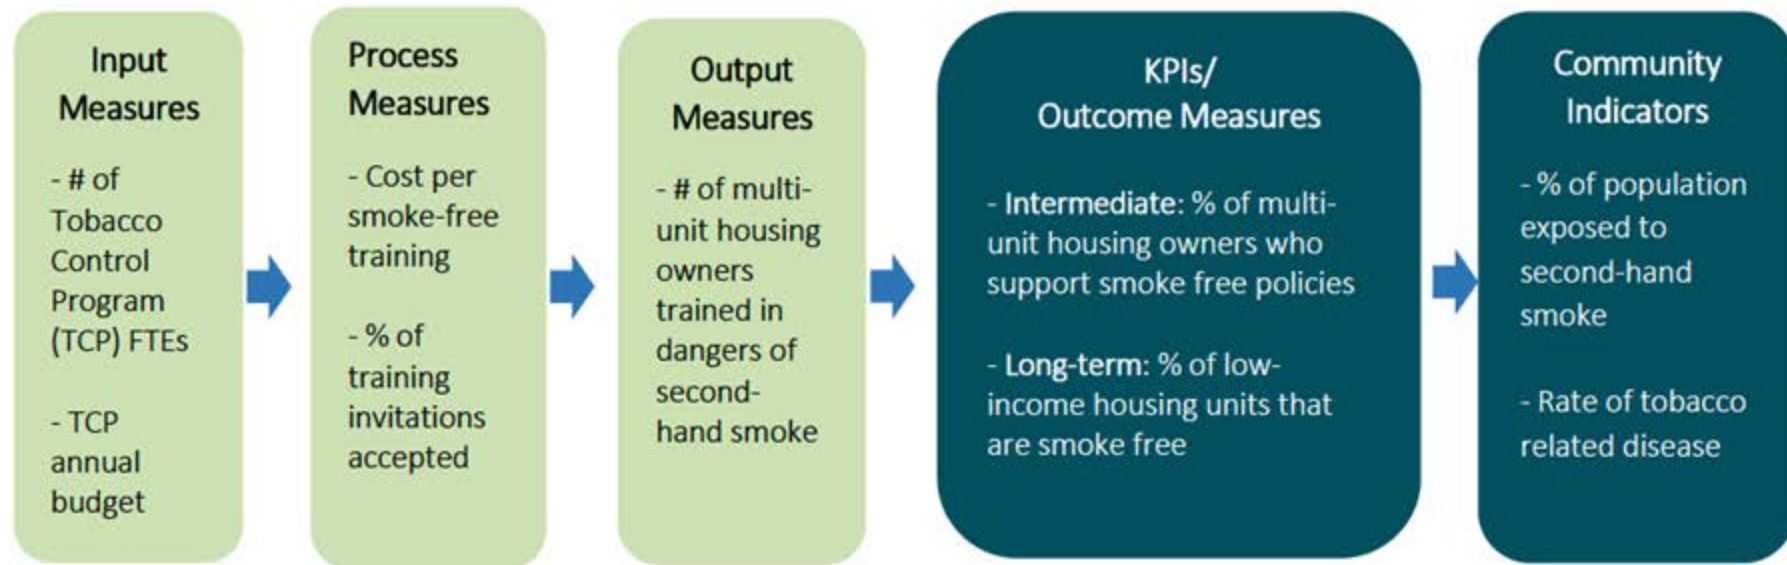 Input
Measures
- # of
Tobacco
Control
Program
(TCP) FTEs
- TCP
annual
budget
Process
Measures
- Cost per
smoke-free
training
- % of
training
invitations
accepted
Output
Measures
- # of multi-
unit housing
owners
trained in
dangers of
second-
hand smoke
KPIs/
Outcome Measures
- Intermediate: % of multi-
unit housing owners who
support smoke free policies
- Long-term: % of low-
income housing units that
are smoke free
Community
Indicators
- % of population
exposed to
second-hand
smoke
- Rate of tobacco
related disease